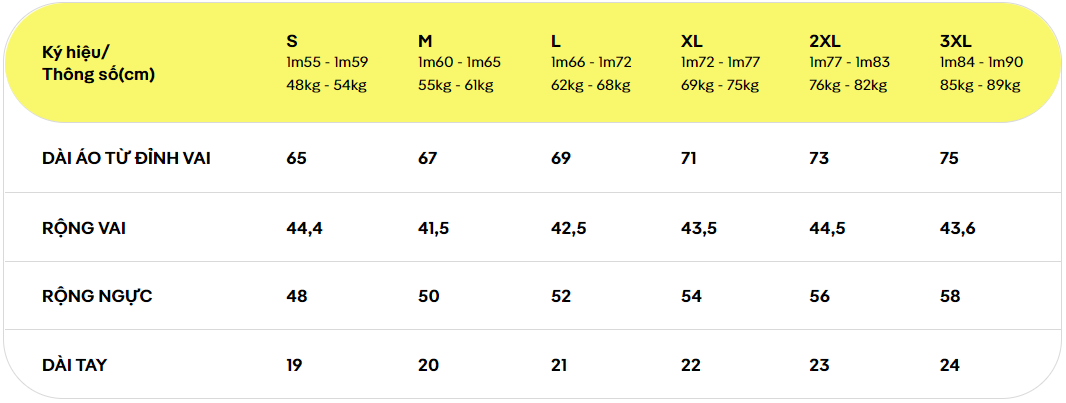 Ký hiệu/ Thông số(cm)
S M L XL 2XL 3XL
1m55 - 1m59 1m60 - 1m65 1m66 - 1m72 1m72 - 1m77 1m77 - 1m83 1m84 - 1m90
48kg - 54kg 55kg - 61kg 62kg - 68kg 69kg - 75kg 76kg - 82kg 85kg - 89kg
DÀI ÁO TỪ ĐỈNH VAI 65 67 69 71 73 75
RỘNG VAI 44,4 41,5 42,5 43,5 44,5 43,6
RỘNG NGỰC 48 50 52 54 56 58
DÀI TAY 19 20 21 22 23 24